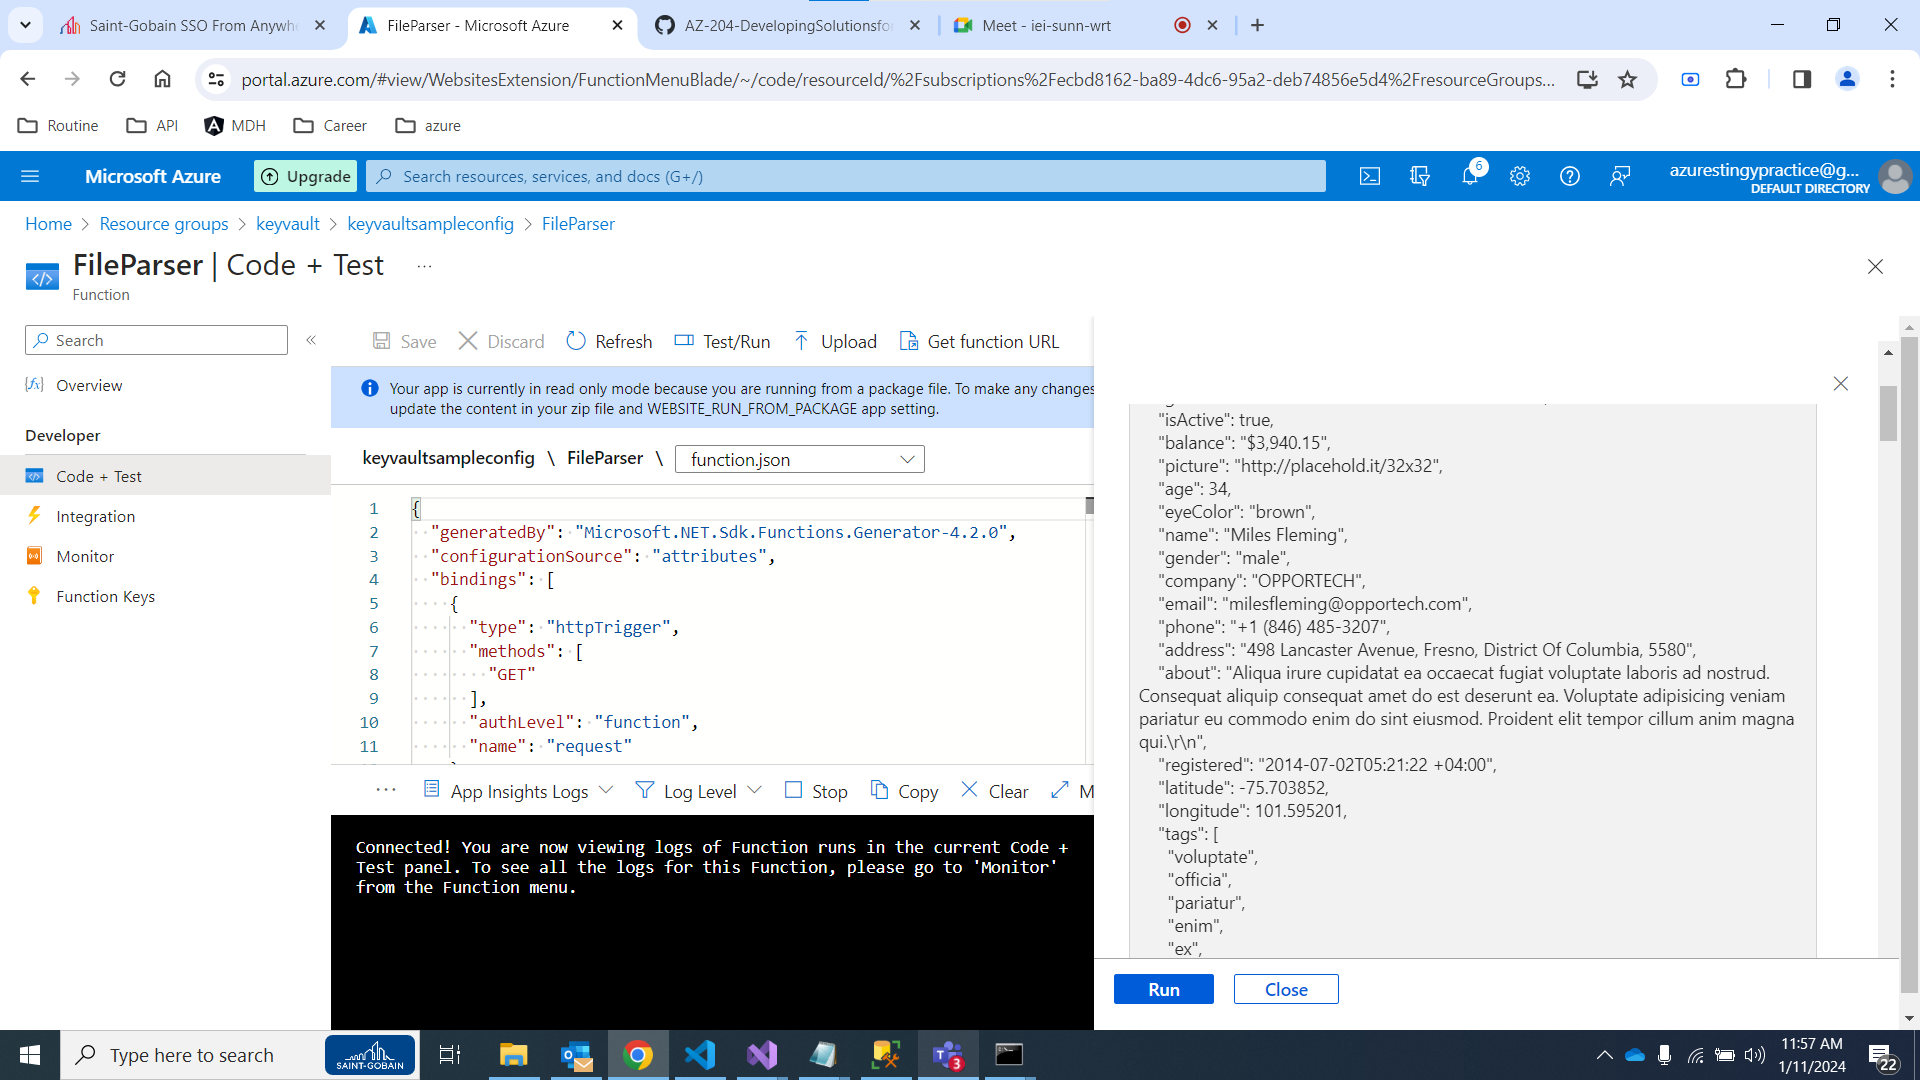 Saint-Gobain SSO From Anywhe
FileParser - Microsoft Azure
AZ-204-DevelopingSolutionsfor
Meet - iei-sunn-wrt
portal.azure.com/#view/WebsitesExtension/FunctionMenuBlade/~/code/resourceId/%2Fsubscriptions%2Fecbd8162-ba89-4dc6-95a2-deb74856e5d4%2FresourceGroups...
Routine
API
MDH
Career
azure
Microsoft Azure
Upgrade
Search resources, services, and docs (G+/)
6
azurestingypractice@g...
DEFAULT DIRECTORY
Home > Resource groups > keyvault > keyvaultsampleconfig > FileParser
FileParser | Code + Test
...
Function
Search
«
Overview
Developer
Code + Test
Integration
Monitor
Function Keys
Save
Discard
Refresh
Test/Run
Upload
Get function URL
Your app is currently in read only mode because you are running from a package file. To make any changes
update the content in your zip file and WEBSITE_RUN_FROM_PACKAGE app setting.
keyvaultsampleconfig \ FileParser \ function.json
1 {
2 "generatedBy": "Microsoft.NET.Sdk.Functions.Generator-4.2.0",
3 "configurationSource": "attributes",
4 "bindings": [
5 {
6 "type": "httpTrigger",
7 "methods": [
8 "GET"
9 ],
10 "authLevel": "function",
11 "name": "request"
...
App Insights Logs
Log Level
Stop
Copy
Clear
M
Connected! You are now viewing logs of Function runs in the current Code +
Test panel. To see all the logs for this Function, please go to 'Monitor'
from the Function menu.
"isActive": true,
"balance": "$3,940.15",
"picture": "http://placehold.it/32x32",
"age": 34,
"eyeColor": "brown",
"name": "Miles Fleming",
"gender": "male",
"company": "OPPORTECH",
"email": "milesfleming@opportech.com",
"phone": "+1 (846) 485-3207",
"address": "498 Lancaster Avenue, Fresno, District Of Columbia, 5580",
"about": "Aliqua irure cupidatat ea occaecat fugiat voluptate laboris ad nostrud.
Consequat aliquip consequat amet do est deserunt ea. Voluptate adipisicing veniam
pariatur eu commodo enim do sint eiusmod. Proident elit tempor cillum anim magna
qui.\r\n",
"registered": "2014-07-02T05:21:22 +04:00",
"latitude": -75.703852,
"longitude": 101.595201,
"tags": [
"voluptate",
"officia",
"pariatur",
"enim",
"ex",
Run
Close
Type here to search
SAINT-GOBAIN
3
11:57 AM
1/11/2024
22